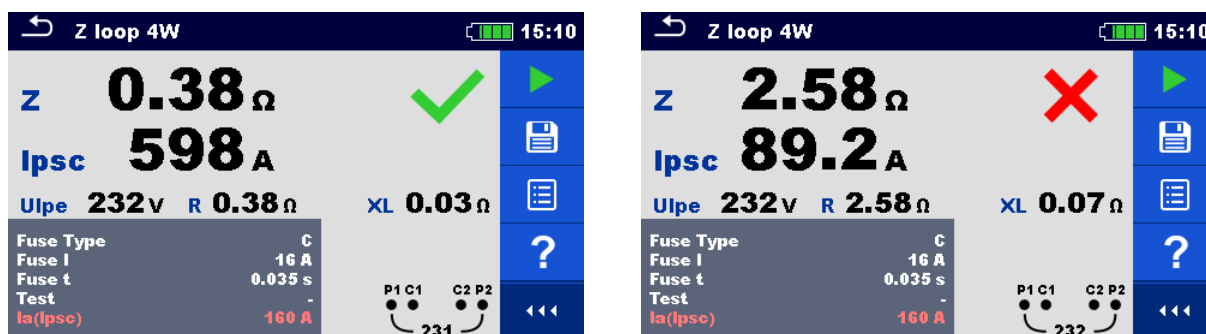 Z loop 4W 15:10
Z 0.38 Ω
Ipsc 598 A
Ulpe 232 V R 0.38 Ω XL 0.03 Ω
Fuse Type C
Fuse I 16 A
Fuse t 0.035 s
Test -
Ia(Ipsc) 160 A
P1 C1 C2 P2
231
?
Z loop 4W 15:10
Z 2.58 Ω
Ipsc 89.2 A
Ulpe 232 V R 2.58 Ω XL 0.07 Ω
Fuse Type C
Fuse I 16 A
Fuse t 0.035 s
Test -
Ia(Ipsc) 160 A
P1 C1 C2 P2
232
?